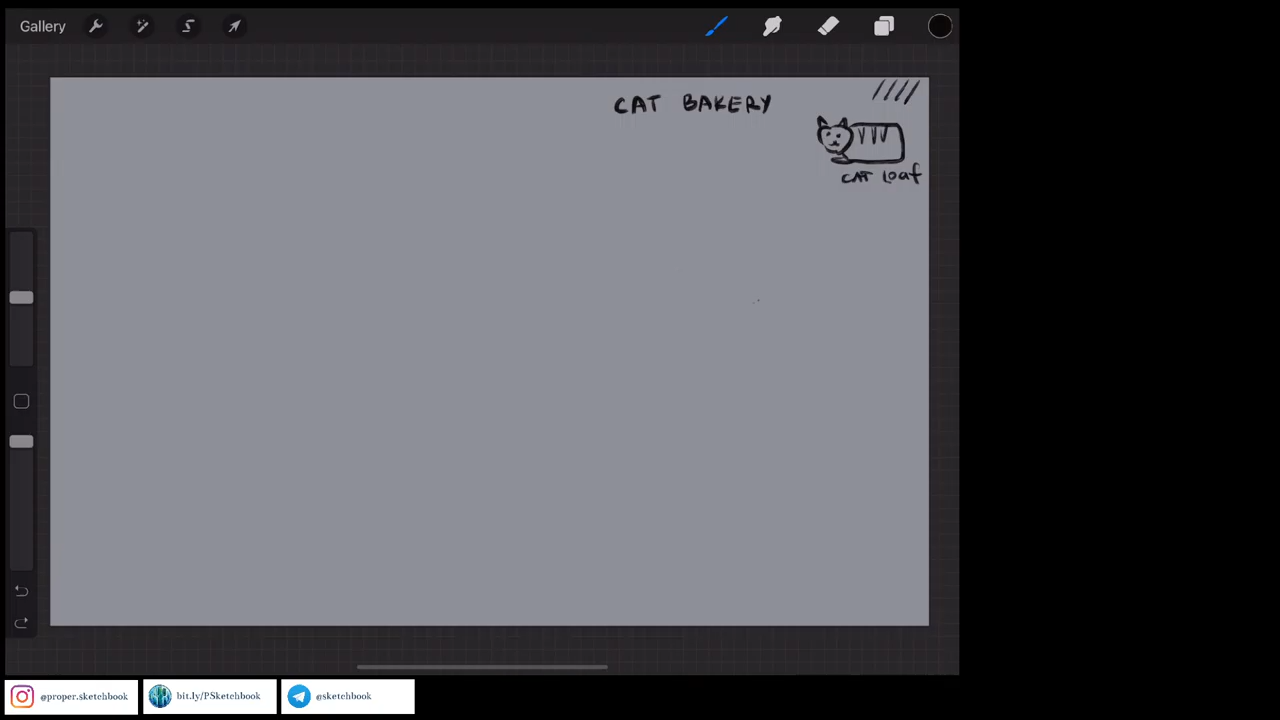 Gallery
CAT BAKERY
CAT Loaf
@proper.sketchbook
bit.ly/PSketchbook
@sketchbook